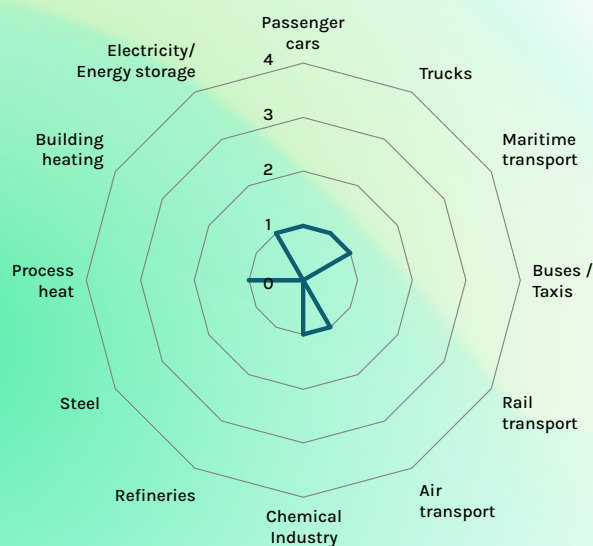 Passenger
cars
Electricity/
Energy storage
4
Trucks
3
Building
heating
Maritime
transport
2
1
Process
heat
0
Buses /
Taxis
Steel
Rail
transport
Refineries
Air
transport
Chemical
Industry